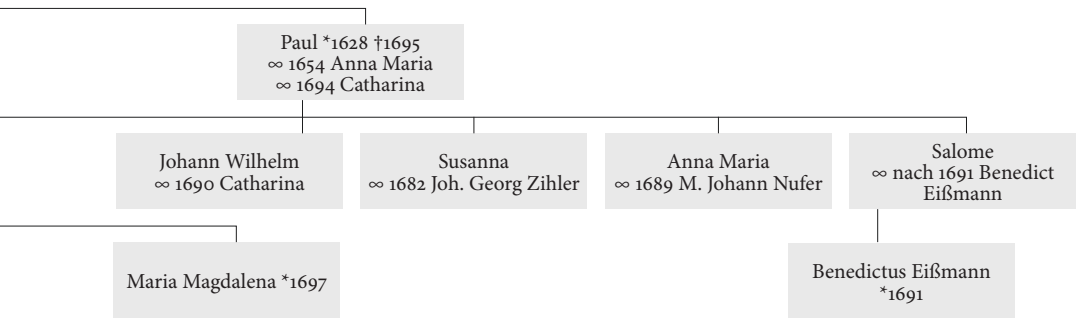 Paul *1628 †1695
∞ 1654 Anna Maria
∞ 1694 Catharina
Johann Wilhelm
∞ 1690 Catharina
Susanna
∞ 1682 Joh. Georg Zihler
Anna Maria
∞ 1689 M. Johann Nufer
Salome
∞ nach 1691 Benedict
Eißmann
Maria Magdalena *1697
Benedictus Eißmann
*1691